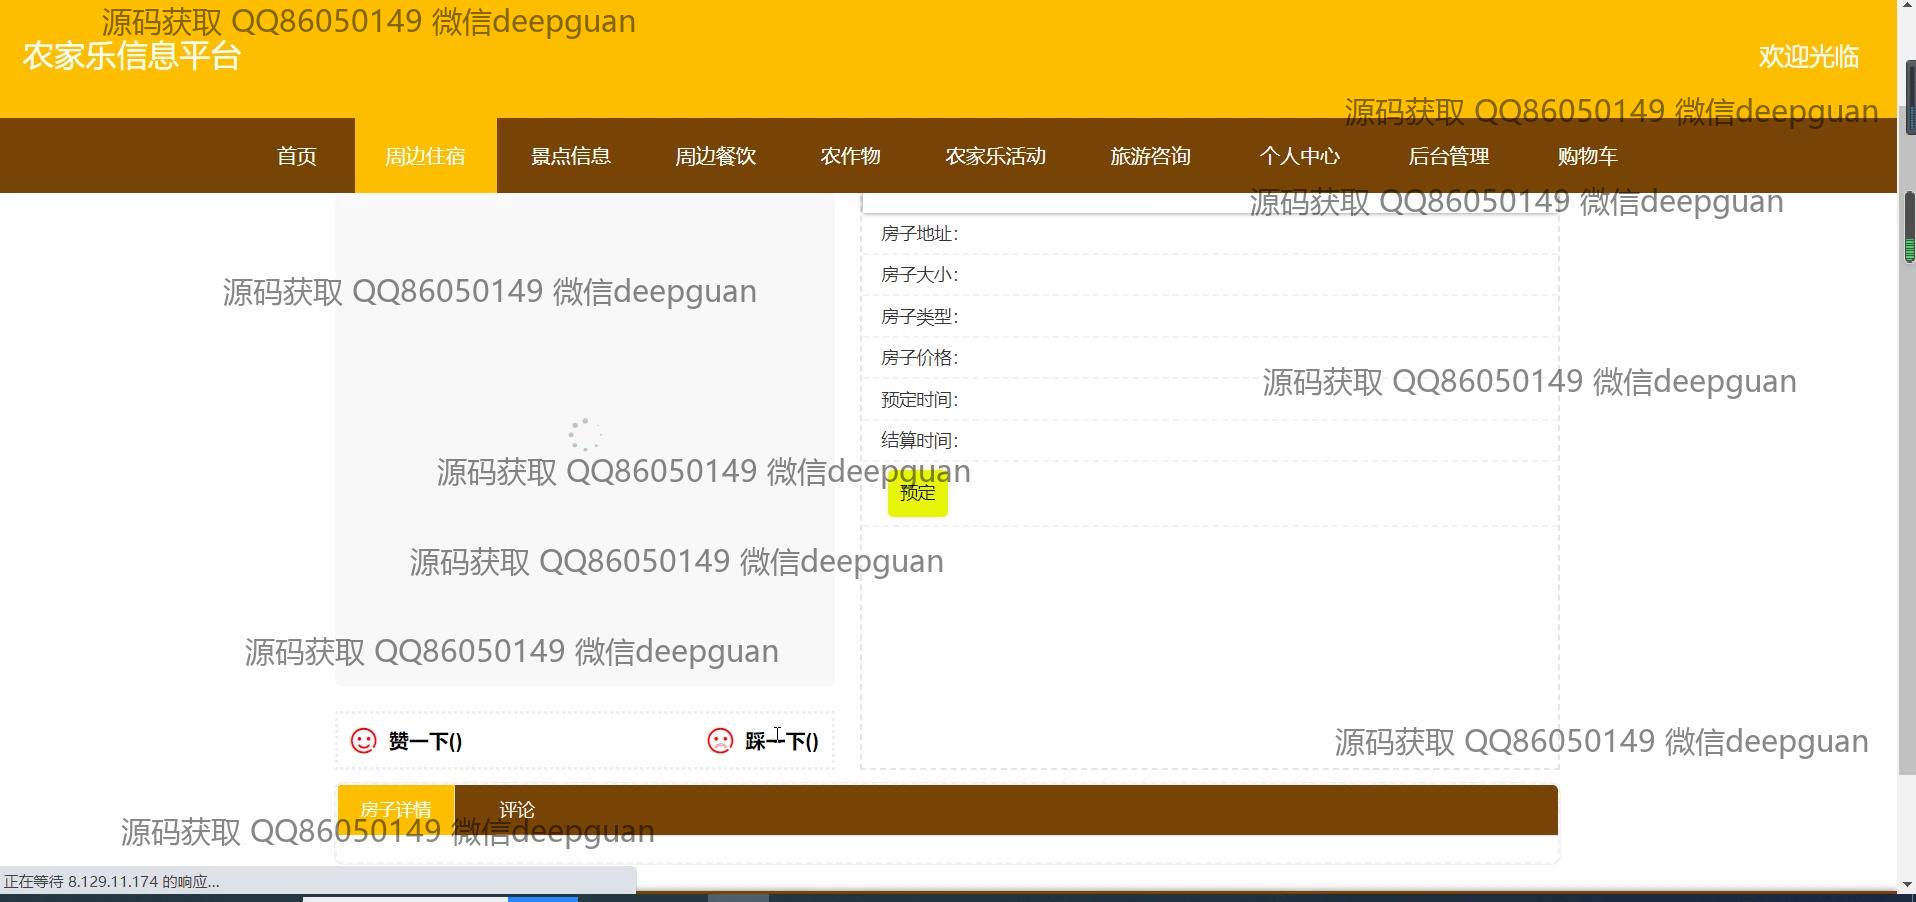 源码获取 QQ86050149 微信deepguan
农家乐信息平台
欢迎光临
源码获取 QQ86050149 微信deepguan
首页 周边住宿 景点信息 周边餐饮 农作物 农家乐活动 旅游咨询 个人中心 后台管理 购物车
源码获取 QQ86050149 微信deepguan
房子地址：
房子大小：
源码获取 QQ86050149 微信deepguan
房子类型：
房子价格：
源码获取 QQ86050149 微信deepguan
预定时间：
结算时间：
源码获取 QQ86050149 微信deepguan
预定
源码获取 QQ86050149 微信deepguan
源码获取 QQ86050149 微信deepguan
赞一下()
踩一下()
源码获取 QQ86050149 微信deepguan
房子详情 评论
源码获取 QQ86050149 微信deepguan
正在等待 8.129.11.174 的响应...